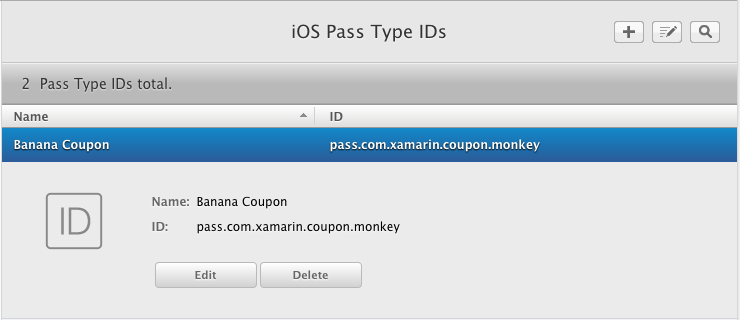 iOS Pass Type IDs
2 Pass Type IDs total.
Name ID
Banana Coupon pass.com.xamarin.coupon.monkey
ID
Name: Banana Coupon
ID: pass.com.xamarin.coupon.monkey
Edit Delete